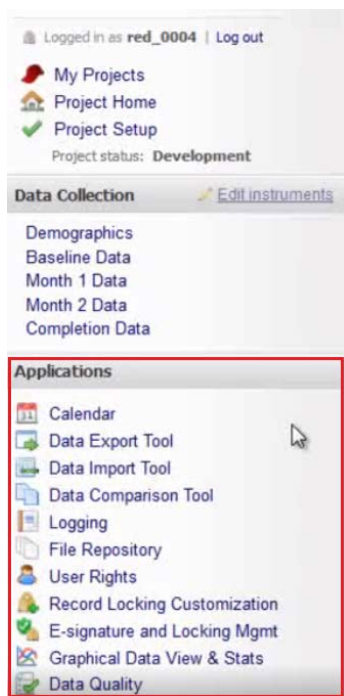 Logged in as red_0004 | Log out
My Projects
Project Home
Project Setup
Project status: Development
Data Collection Edit instruments
Demographics
Baseline Data
Month 1 Data
Month 2 Data
Completion Data
Applications
31 Calendar
Data Export Tool
Data Import Tool
Data Comparison Tool
Logging
File Repository
User Rights
Record Locking Customization
E-signature and Locking Mgmt
Graphical Data View & Stats
Data Quality